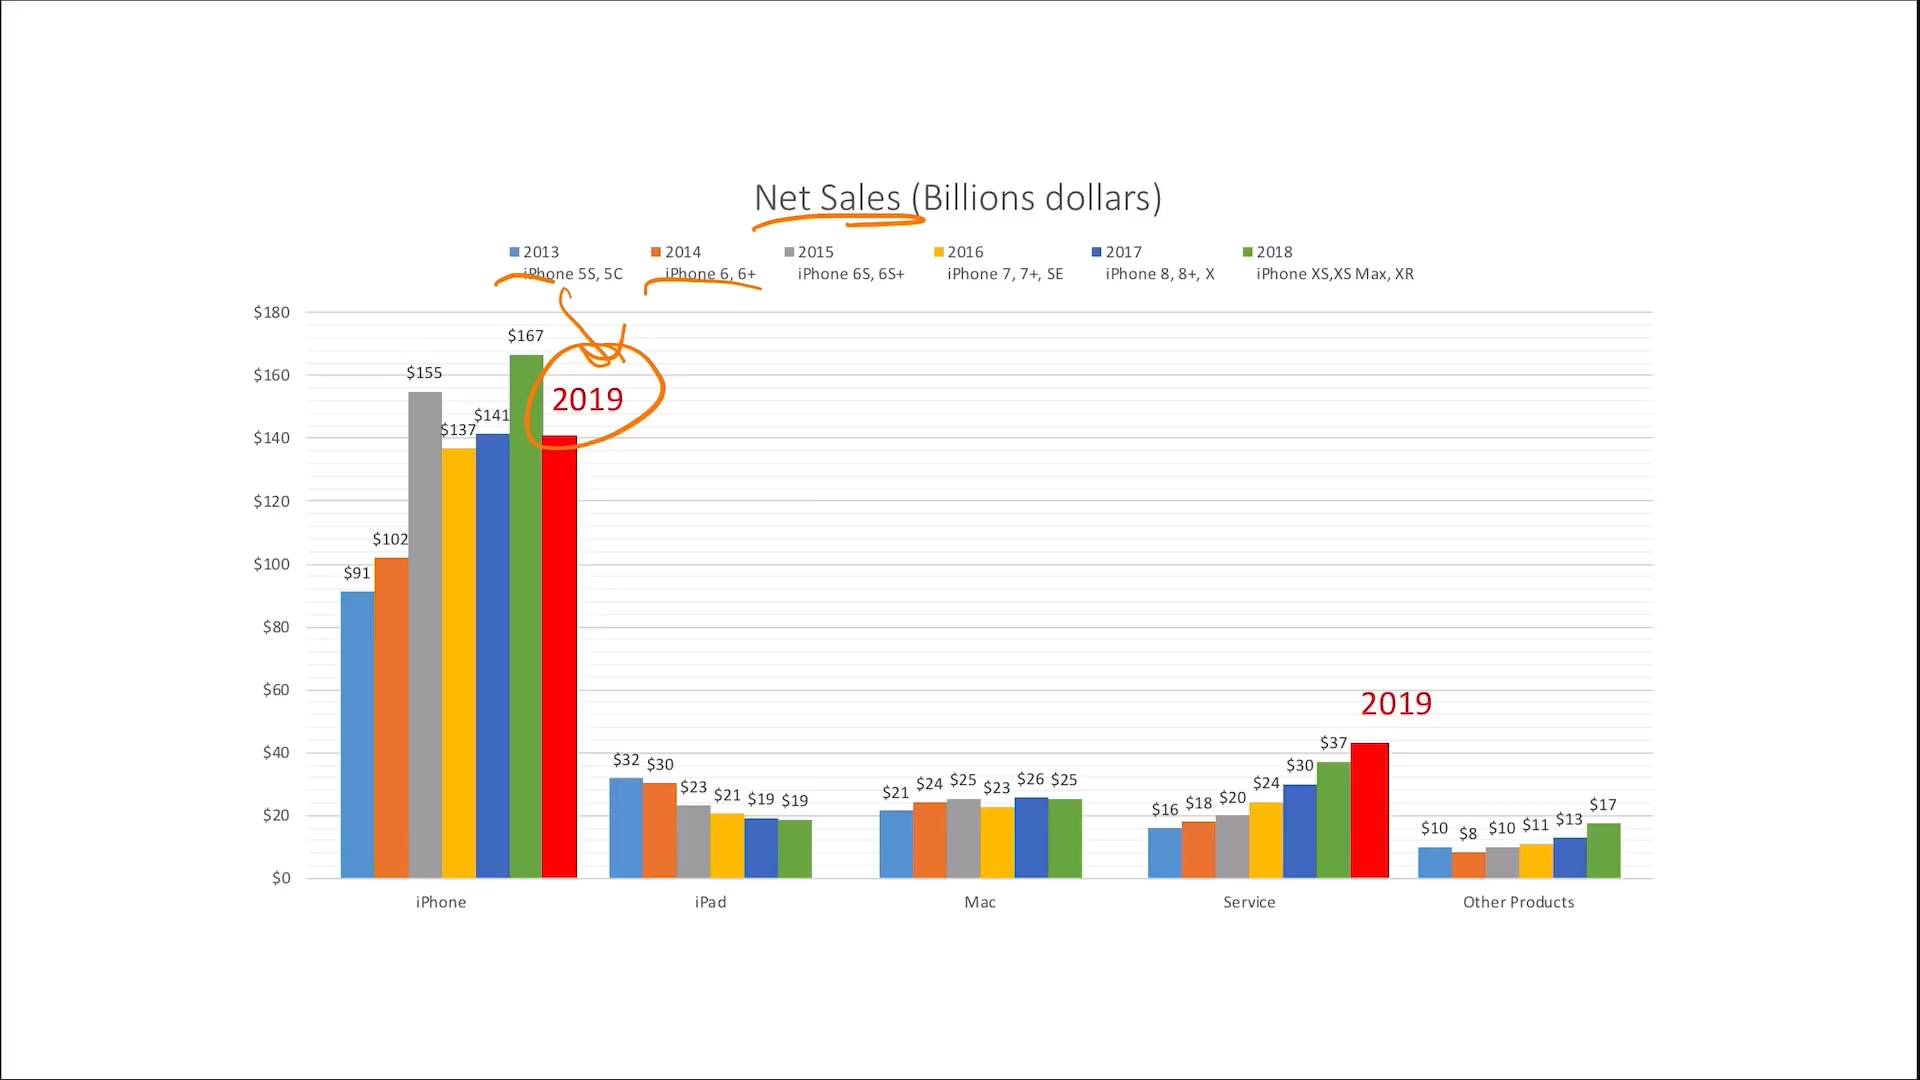 Net Sales (Billions dollars)
2013 2014 2015 2016 2017 2018
iPhone 5S, 5C iPhone 6, 6+ iPhone 6S, 6S+ iPhone 7, 7+, SE iPhone 8, 8+, X iPhone XS,XS Max, XR
$180
$160
$140
$120
$100
$80
$60
$40
$20
$0
$91 $102 $155 $137 $141 $167 2019
$32 $30 $23 $21 $19 $19
$21 $24 $25 $23 $26 $25
$16 $18 $20 $24 $30 $37 2019
$10 $8 $10 $11 $13 $17
iPhone iPad Mac Service Other Products